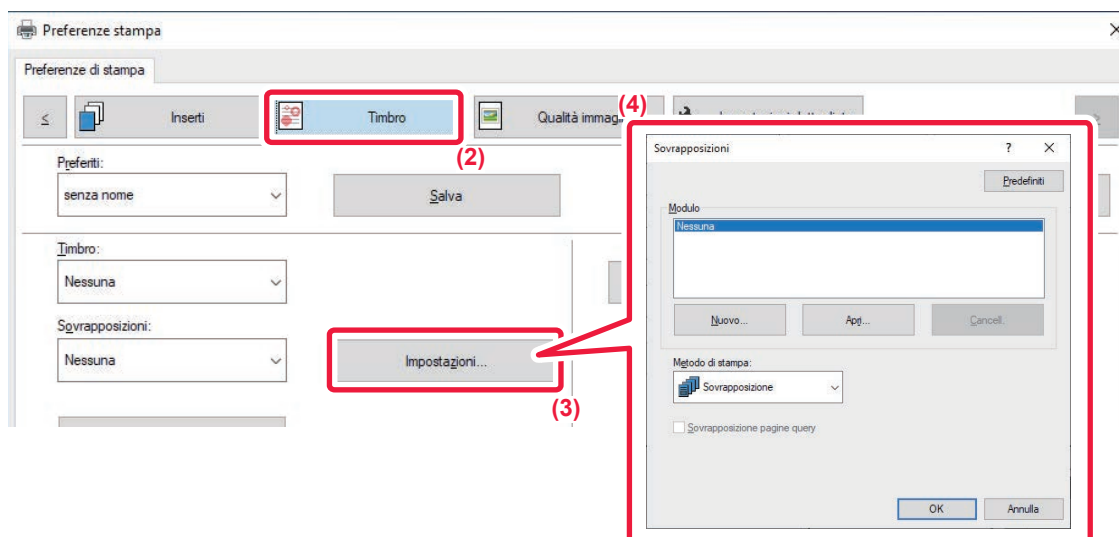 Preferenze stampa
Preferenze di stampa
Inserti
Timbro
Qualità immag
(4)
(2)
Preferiti:
senza nome
Salva
Timbro:
Nessuna
Sovrapposizioni:
Nessuna
Impostazioni...
(3)
Sovrapposizioni
?
Predefiniti
Modulo
Nessuna
Nuovo...
Apri...
Cancell.
Metodo di stampa:
Sovrapposizione
Sovrapposizione pagine query
OK
Annulla